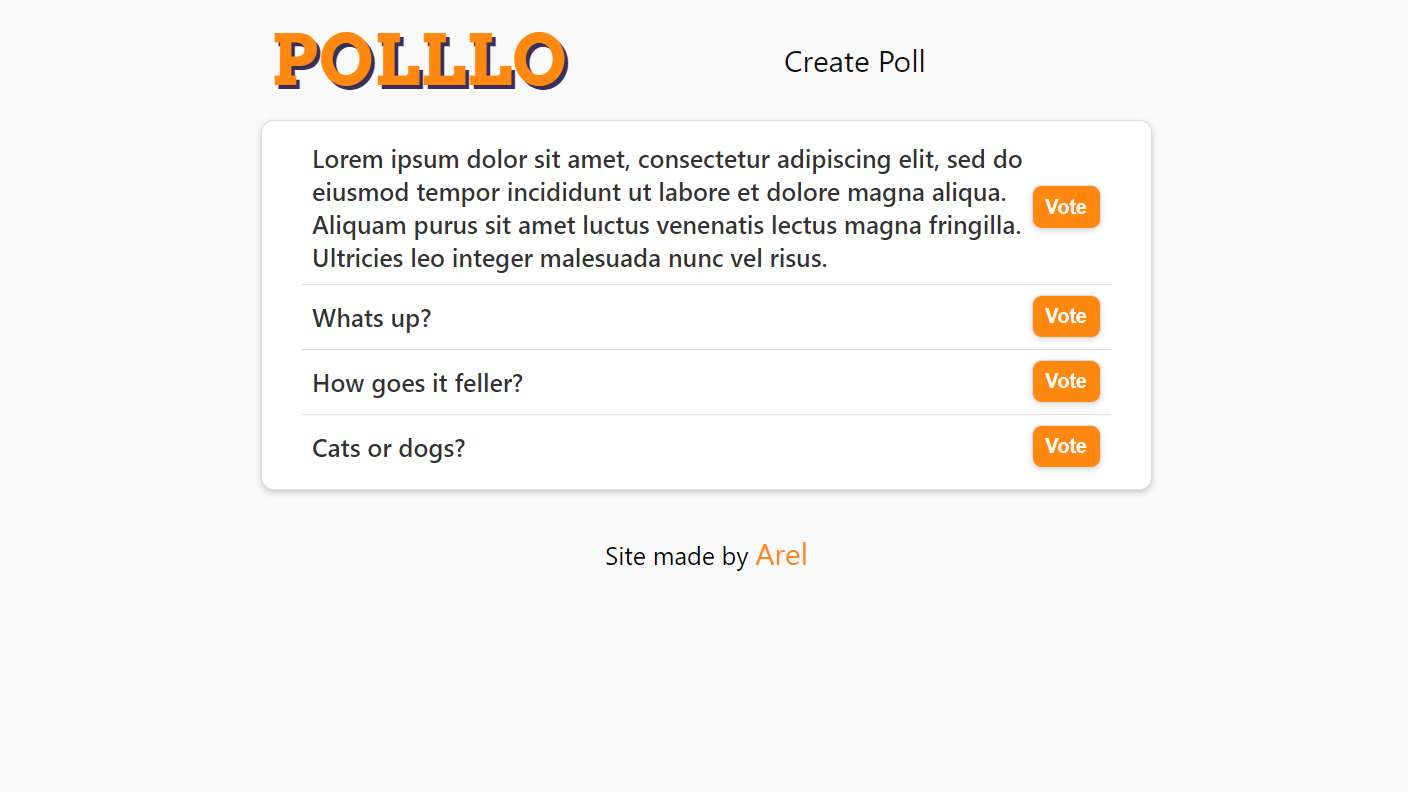 POLLLO
Create Poll
Lorem ipsum dolor sit amet, consectetur adipiscing elit, sed do
eiusmod tempor incididunt ut labore et dolore magna aliqua.
Aliquam purus sit amet luctus venenatis lectus magna fringilla.
Ultricies leo integer malesuada nunc vel risus.
Vote
Whats up?
Vote
How goes it feller?
Vote
Cats or dogs?
Vote
Site made by Arel